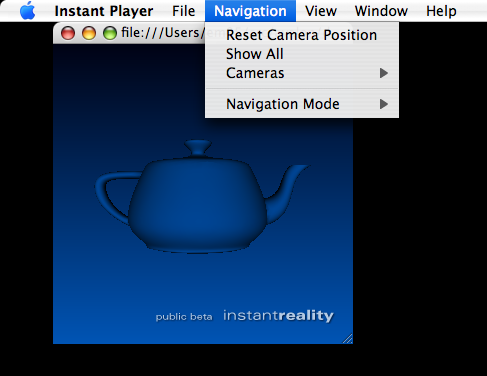 Instant Player File Navigation View Window Help
file:///Users/
Reset Camera Position
Show All
Cameras
Navigation Mode
public beta instantreality